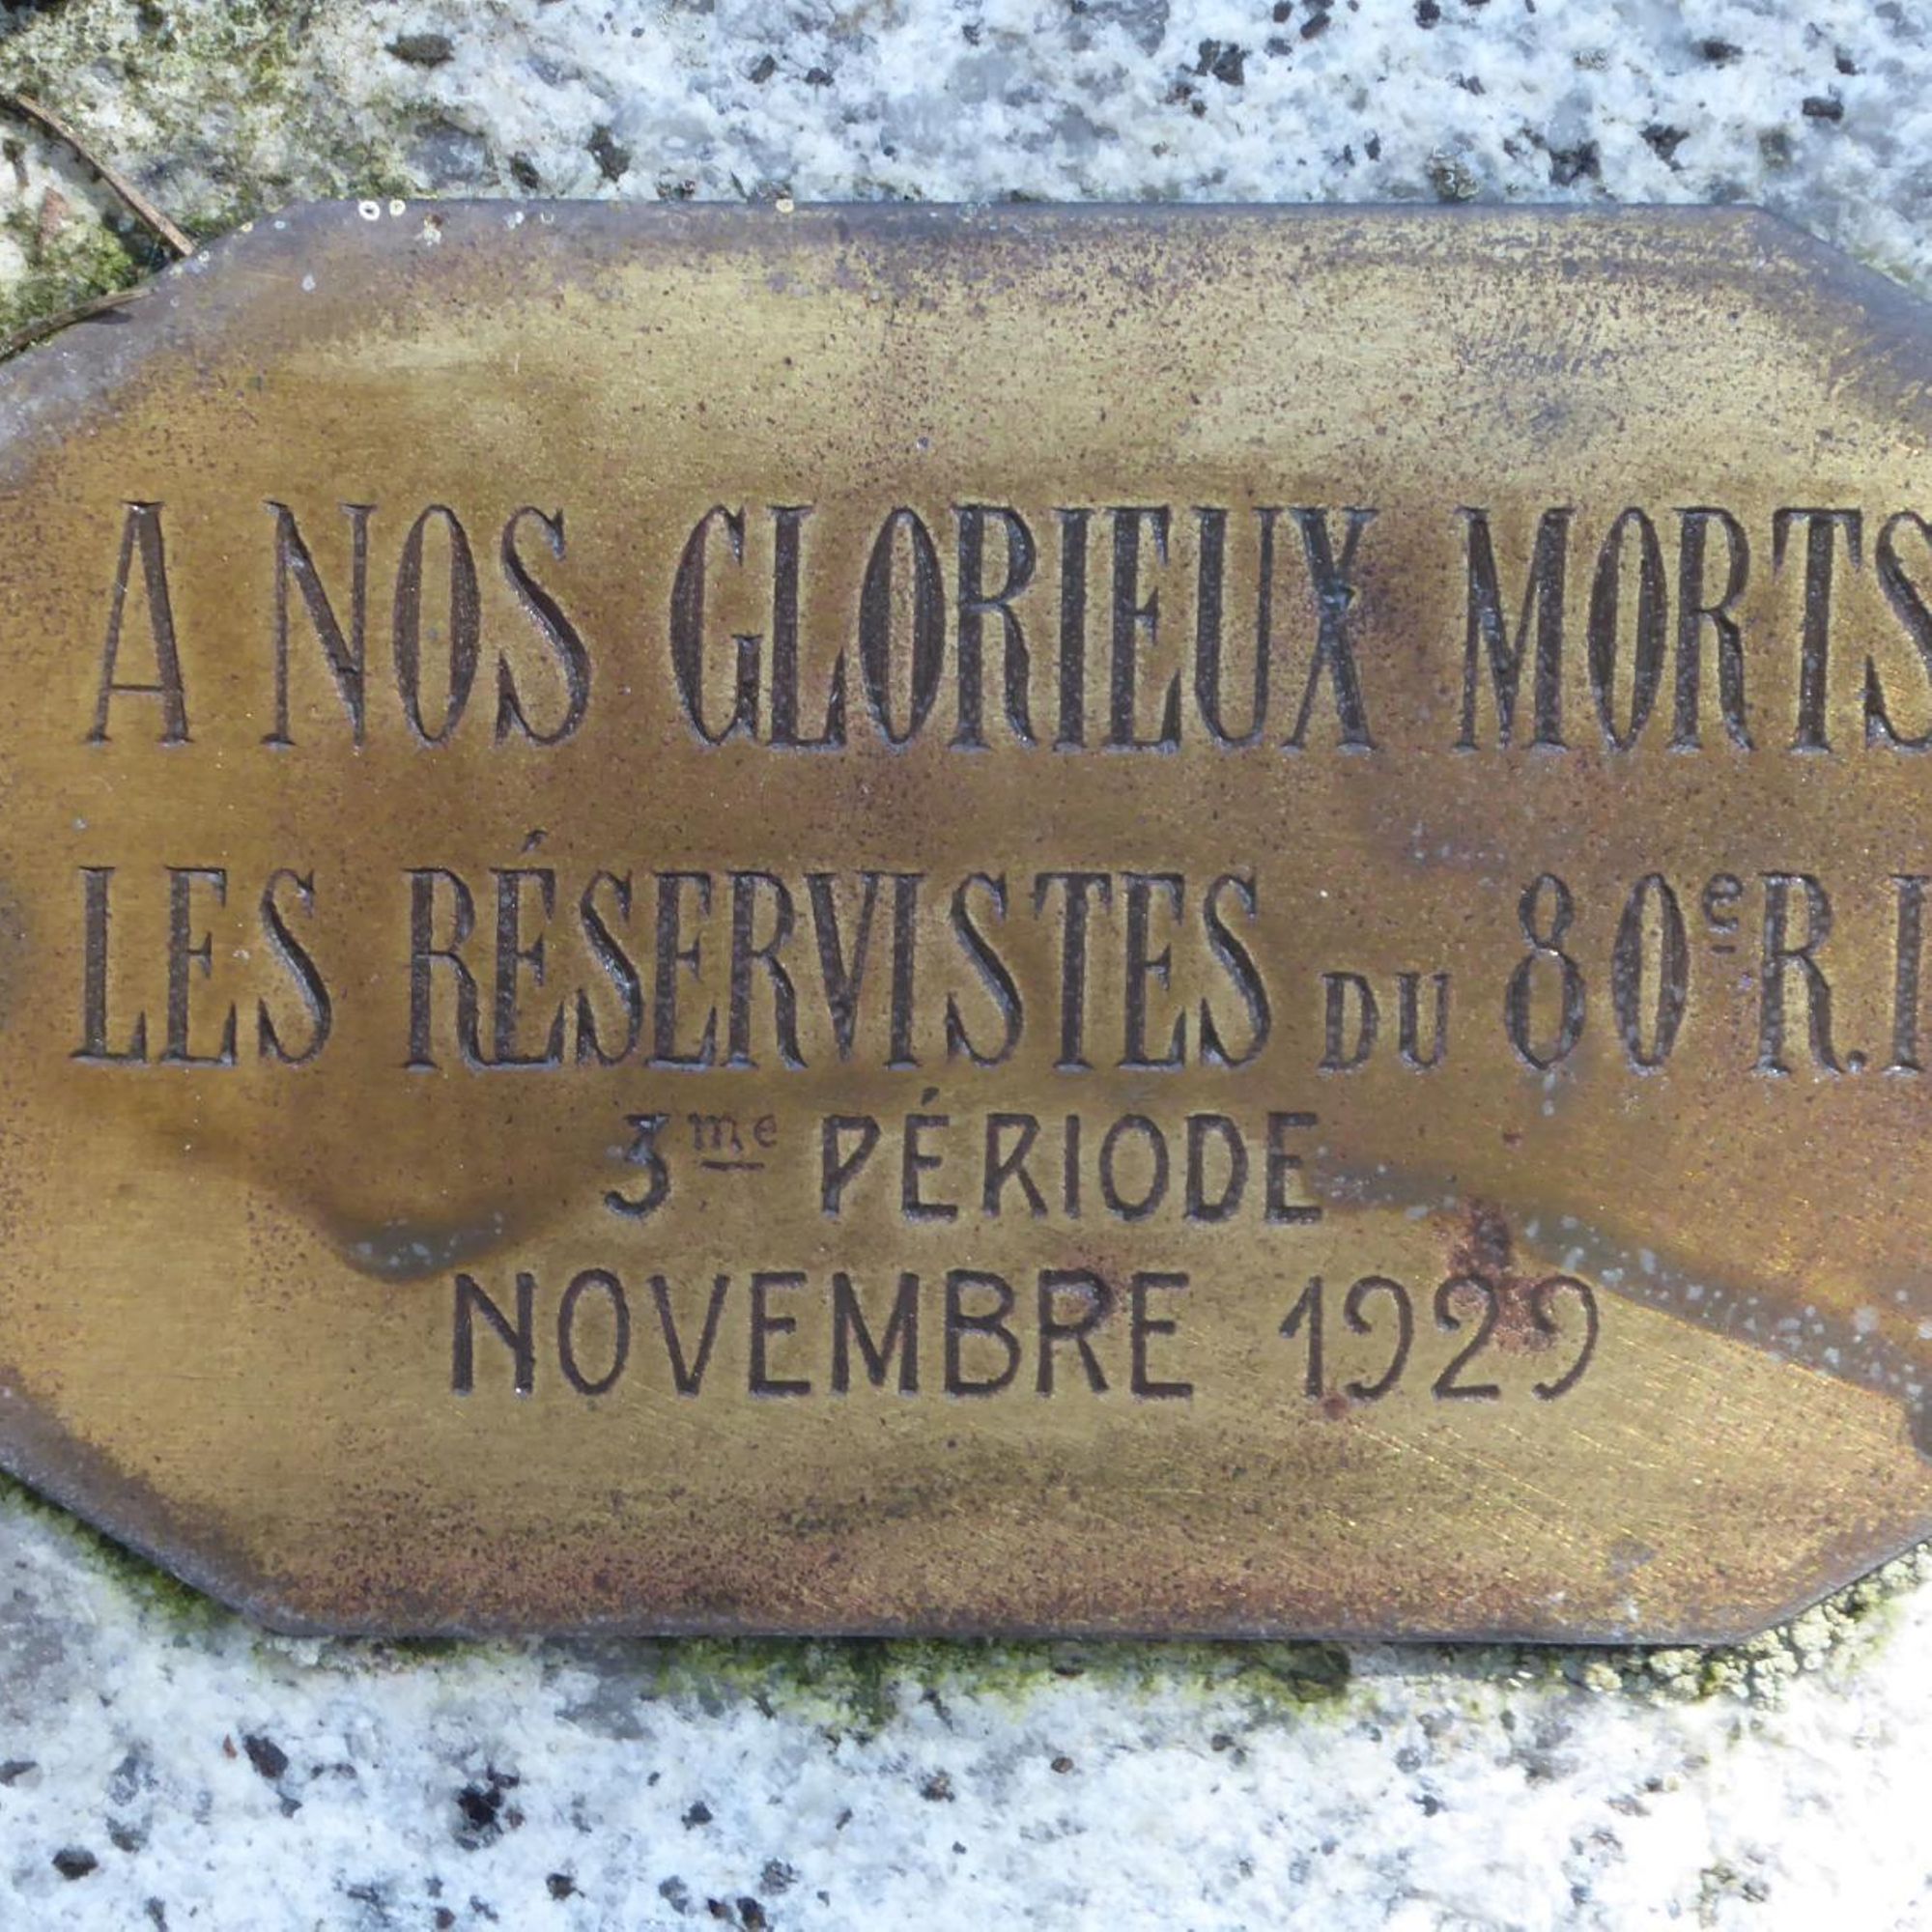 A NOS GLORIEUX MORTS
LES RÉSERVISTES DU 80e R.I
3me PÉRIODE
NOVEMBRE 1929